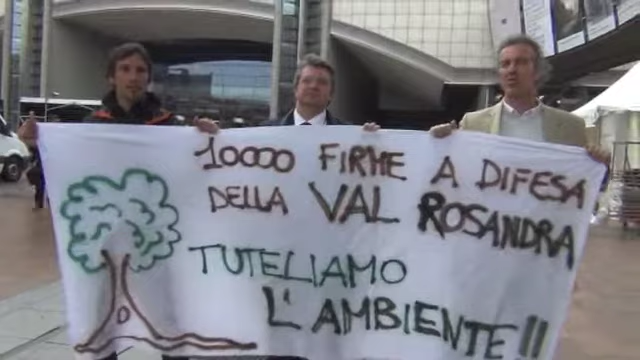 10000 FIRME A DIFESA
DELLA VAL ROSANDRA
TUTELIAMO
L'AMBIENTE!!